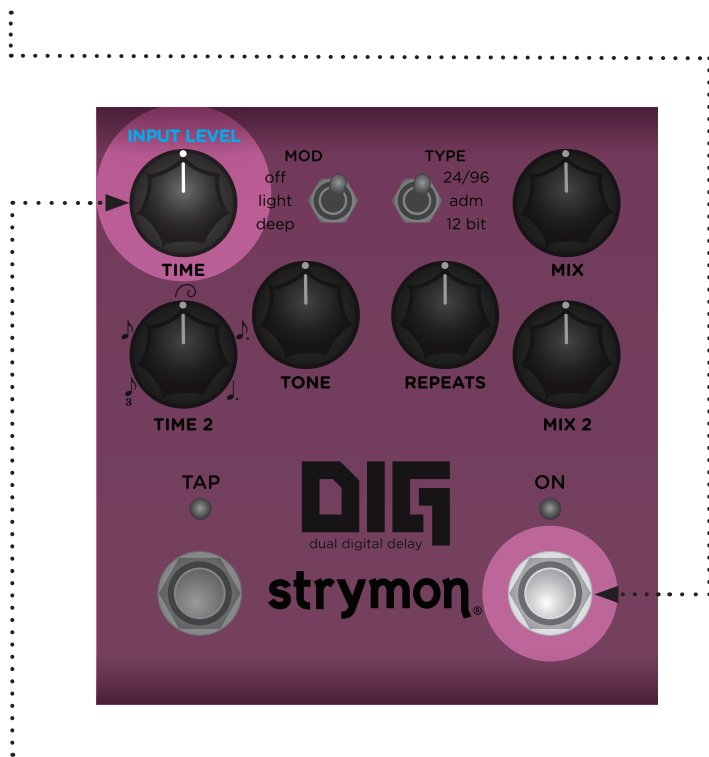 INPUT LEVEL
MOD
off
light
deep
TYPE
24/96
adm
12 bit
TIME
MIX
3
TIME 2
TONE
REPEATS
MIX 2
TAP
DIG
dual digital delay
ON
strymon®